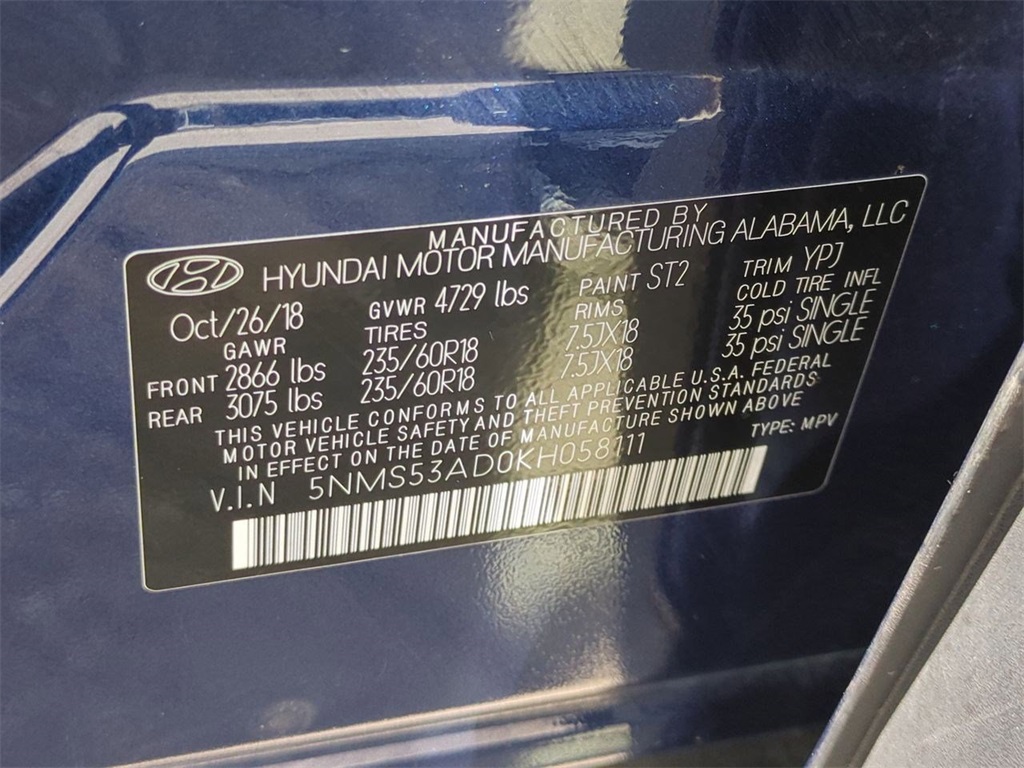 MANUFACTURED BY
HYUNDAI MOTOR MANUFACTURING ALABAMA, LLC
Oct/26/18 GVWR 4729 lbs PAINT ST2 TRIM YPJ
GAWR TIRES RIMS COLD TIRE INFL
FRONT 2866 lbs 235/60R18 7.5JX18 35 psi SINGLE
REAR 3075 lbs 235/60R18 7.5JX18 35 psi SINGLE
THIS VEHICLE CONFORMS TO ALL APPLICABLE U.S.A. FEDERAL
MOTOR VEHICLE SAFETY AND THEFT PREVENTION STANDARDS
IN EFFECT ON THE DATE OF MANUFACTURE SHOWN ABOVE
V.I.N 5NMS53AD0KH058111 TYPE: MPV